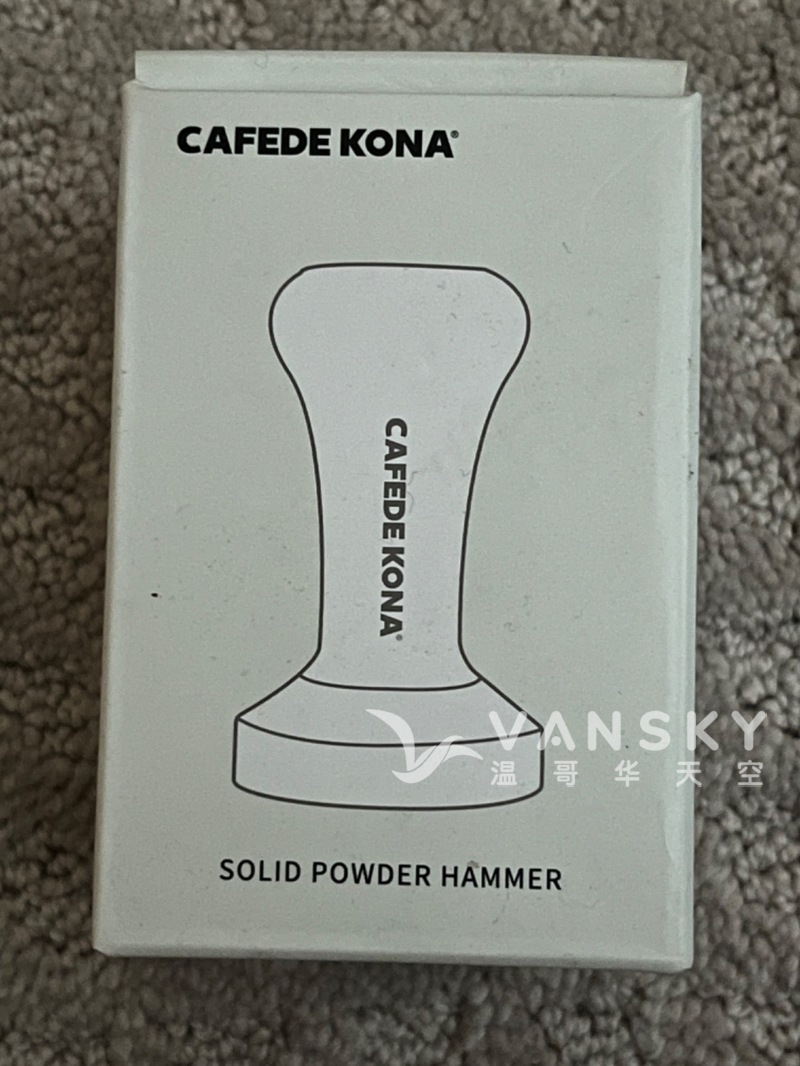 CAFEDE KONA®
CAFEDE KONA®
VANSKY
温哥华天空
SOLID POWDER HAMMER